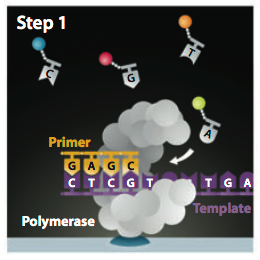 Step 1
C
G
T
A
Primer
G A G C
C T C G T T G A
Template
Polymerase